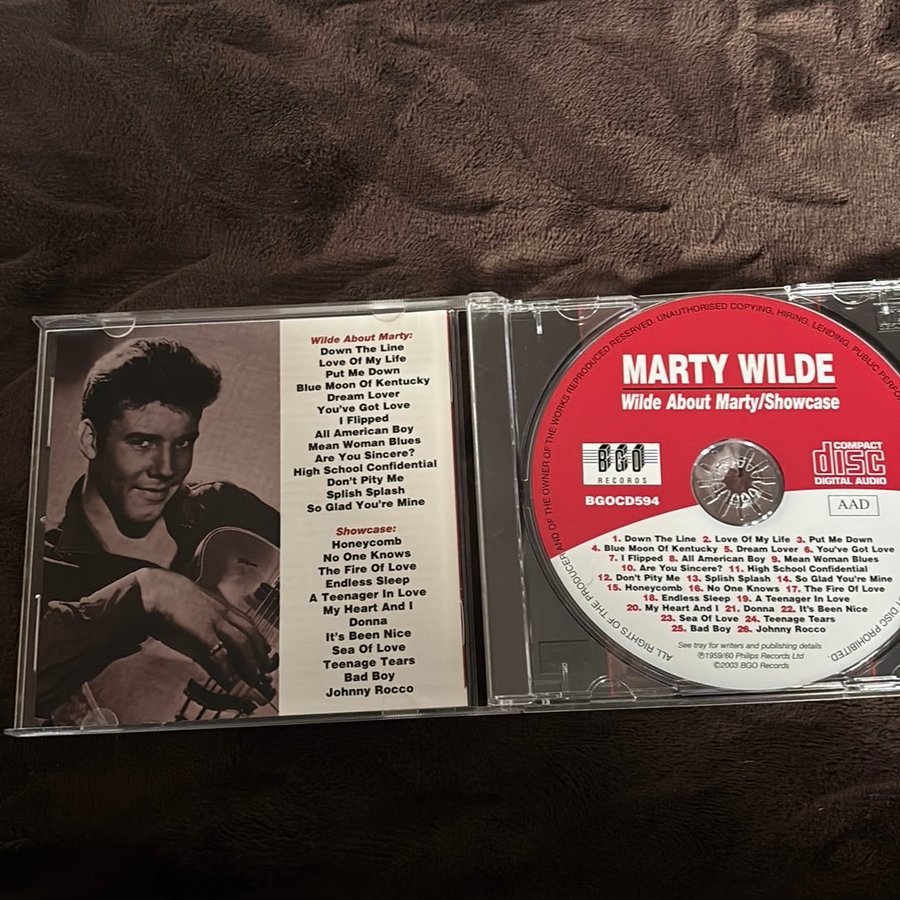 Wilde About Marty:
Down The Line
Love Of My Life
Put Me Down
Blue Moon Of Kentucky
Dream Lover
You've Got Love
I Flipped
All American Boy
Mean Woman Blues
Are You Sincere?
High School Confidential
Don't Pity Me
Splish Splash
So Glad You're Mine
Showcase:
Honeycomb
No One Knows
The Fire Of Love
Endless Sleep
A Teenager In Love
My Heart And I
Donna
It's Been Nice
Sea Of Love
Teenage Tears
Bad Boy
Johnny Rocco
ALL RIGHTS OF THE PRODUCER AND OF THE OWNER OF THE WORKS REPRODUCED RESERVED. UNAUTHORISED COPYING, HIRING, LENDING, PUBLIC
DISC PROHIBITED.
MARTY WILDE
Wilde About Marty/Showcase
BGO
RECORDS
BGOCD594
COMPACT
disc
DIGITAL AUDIO
AAD
1. Down The Line 2. Love Of My Life 3. Put Me Down
4. Blue Moon Of Kentucky 5. Dream Lover 6. You've Got Love
7. I Flipped 8. All American Boy 9. Mean Woman Blues
10. Are You Sincere? 11. High School Confidential
12. Don't Pity Me 13. Splish Splash 14. So Glad You're Mine
15. Honeycomb 16. No One Knows 17. The Fire Of Love
18. Endless Sleep 19. A Teenager In Love
20. My Heart And I 21. Donna 22. It's Been Nice
23. Sea Of Love 24. Teenage Tears
25. Bad Boy 26. Johnny Rocco
See tray for writers and publishing details
℗1959/60 Philips Records Ltd
©2003 BGO Records